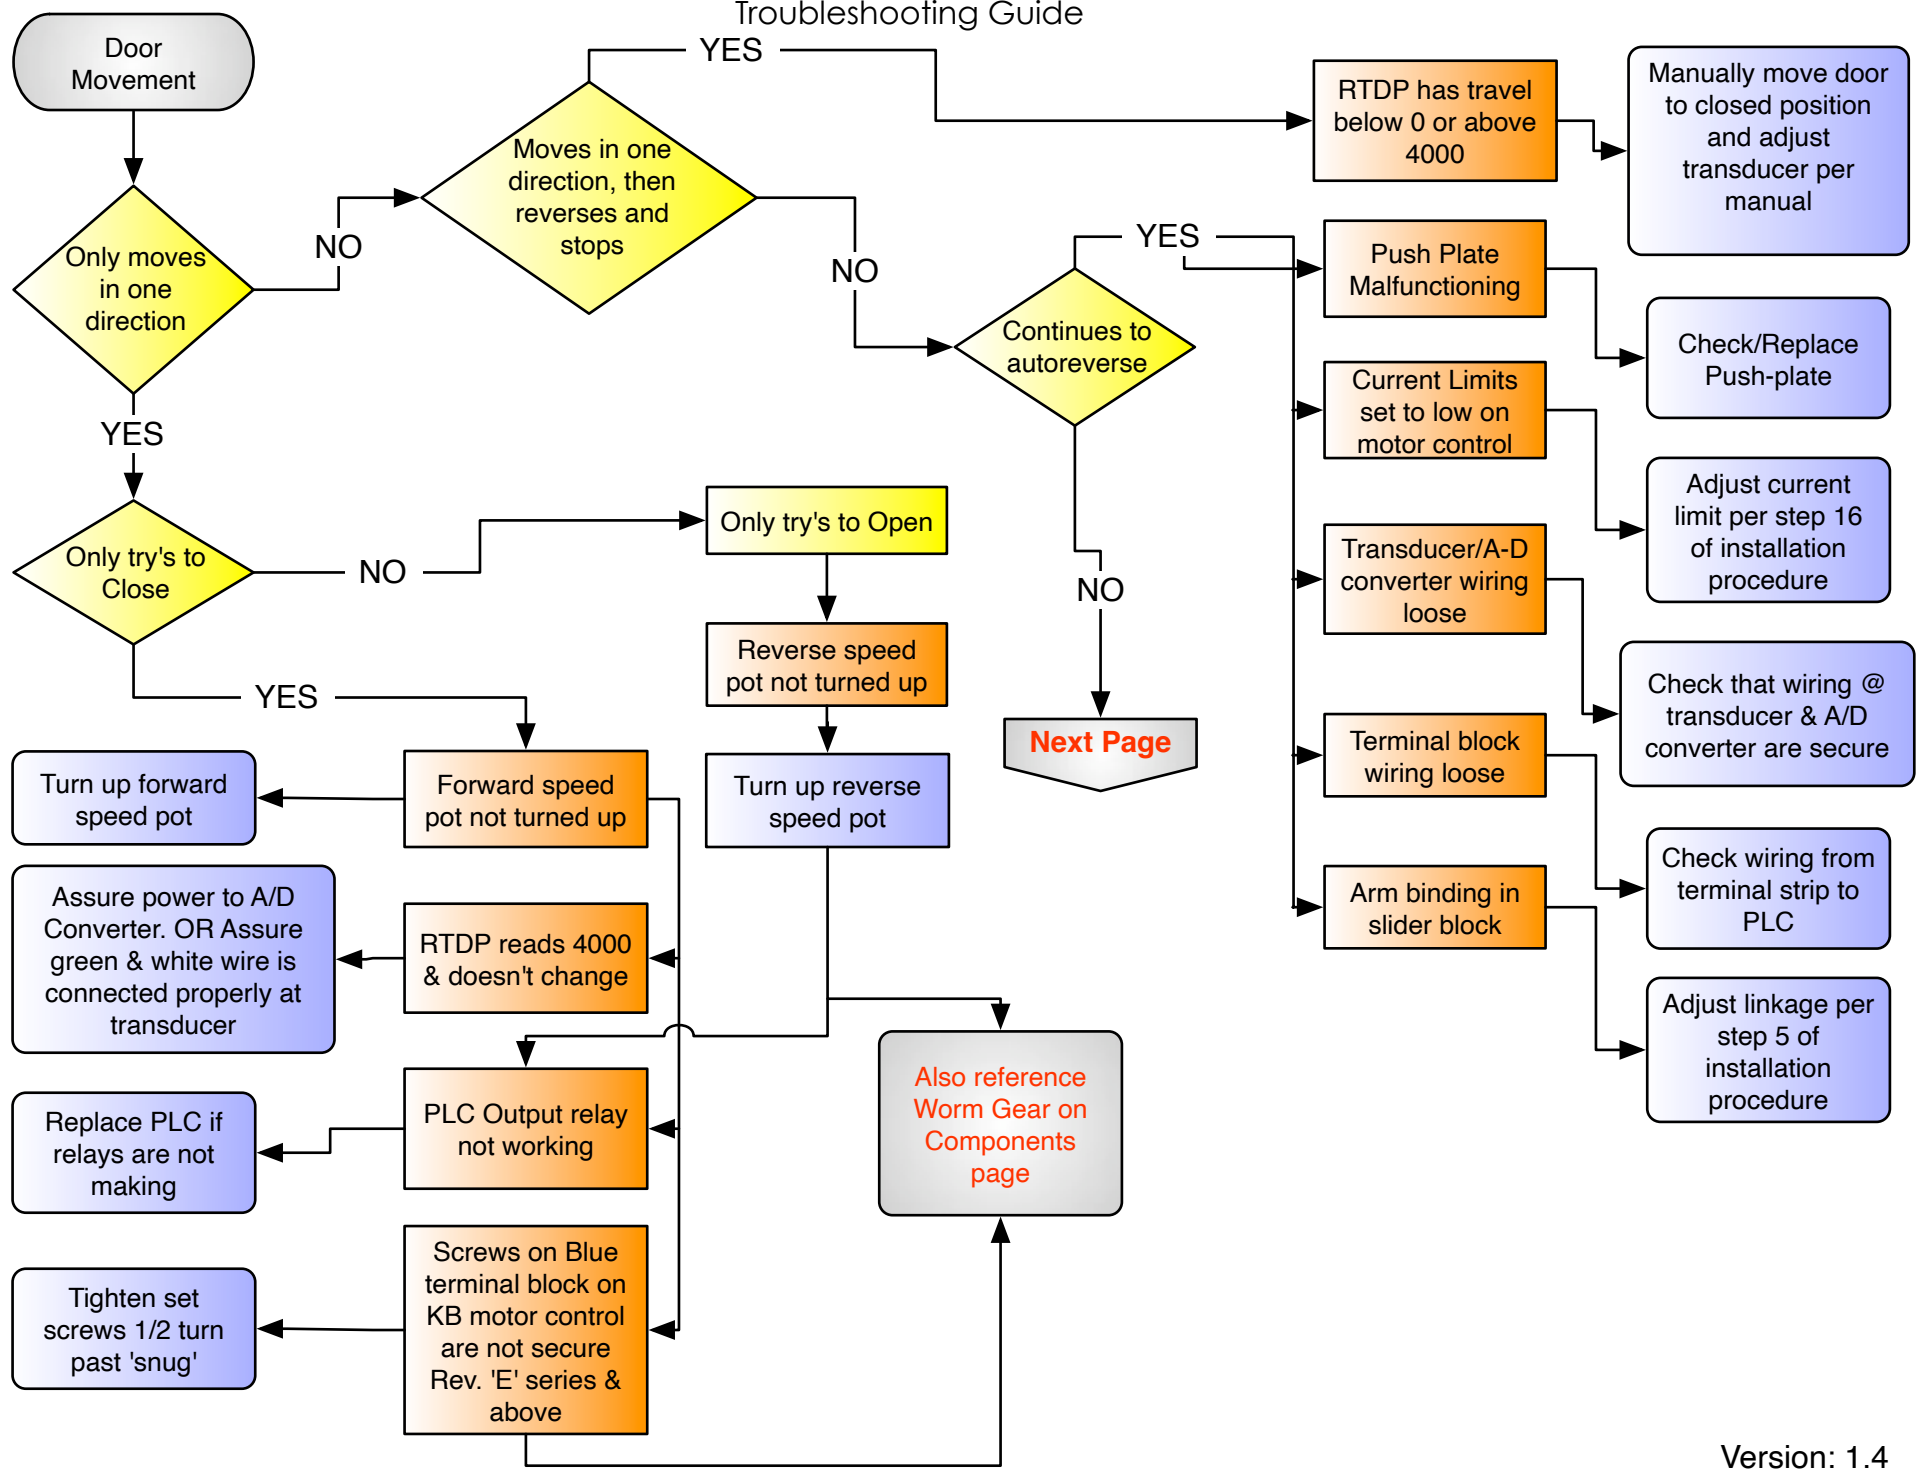 Troubleshooting Guide
Door
Movement
YES
Moves in one
direction, then
reverses and
stops
RTDP has travel
below 0 or above
4000
Manually move door
to closed position
and adjust
transducer per
manual
Only moves
in one
direction
NO
NO
YES
Continues to
autoreverse
YES
Push Plate
Malfunctioning
Check/Replace
Push-plate
Current Limits
set to low on
motor control
Adjust current
limit per step 16
of installation
procedure
Only try's to
Close
NO
Only try's to Open
NO
Transducer/A-D
converter wiring
loose
Check that wiring @
transducer & A/D
converter are secure
Reverse speed
pot not turned up
YES
Next Page
Terminal block
wiring loose
Check wiring from
terminal strip to
PLC
Turn up forward
speed pot
Forward speed
pot not turned up
Turn up reverse
speed pot
Arm binding in
slider block
Adjust linkage per
step 5 of
installation
procedure
Assure power to A/D
Converter. OR Assure
green & white wire is
connected properly at
transducer
RTDP reads 4000
& doesn't change
Replace PLC if
relays are not
making
PLC Output relay
not working
Also reference
Worm Gear on
Components
page
Tighten set
screws 1/2 turn
past 'snug'
Screws on Blue
terminal block on
KB motor control
are not secure
Rev. 'E' series &
above
Version: 1.4